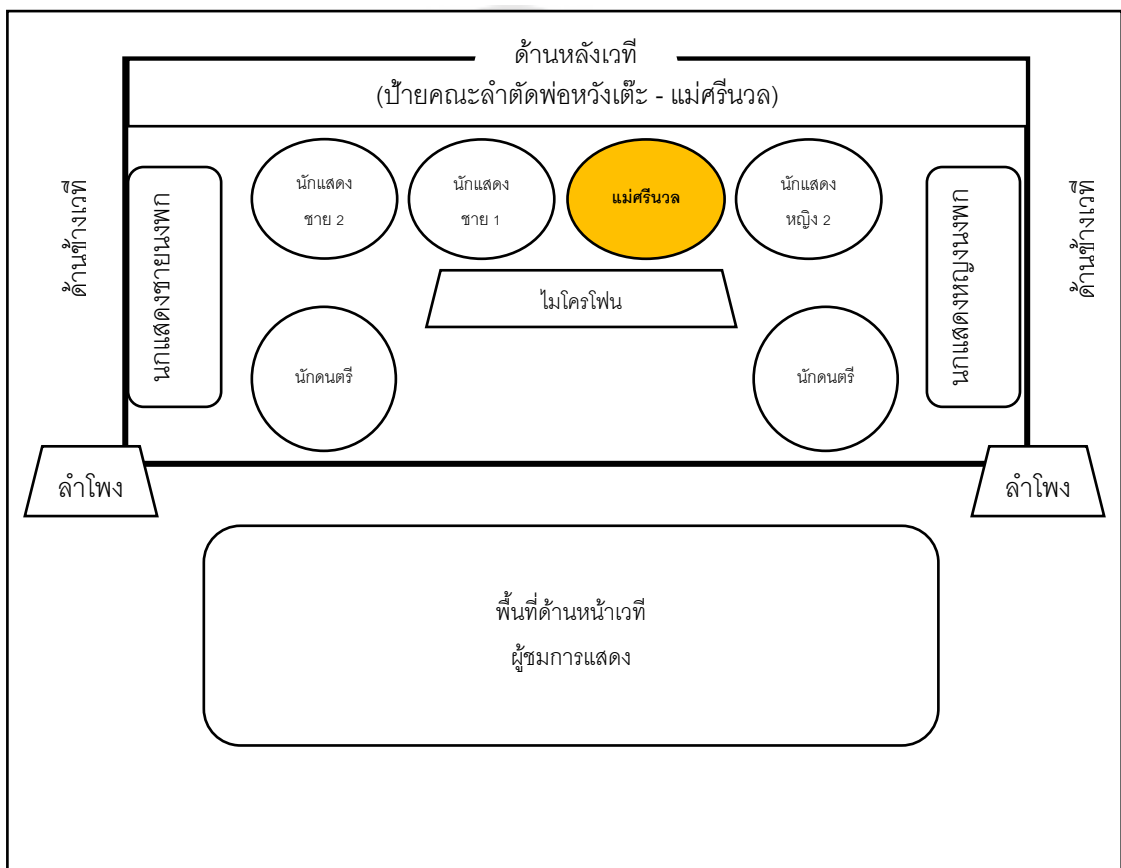 ด้านหลังเวที
(ป้ายคณะลำตัดพ่อหวังเต๊ะ - แม่ศรีนวล)
ด้านข้างเวที
นักแสดงชายนั่งพัก
นักแสดง
ชาย 2
นักแสดง
ชาย 1
แม่ศรีนวล
นักแสดง
หญิง 2
นักแสดงหญิงนั่งพัก
ด้านข้างเวที
ไมโครโฟน
นักดนตรี
นักดนตรี
ลำโพง
ลำโพง
พื้นที่ด้านหน้าเวที
ผู้ชมการแสดง